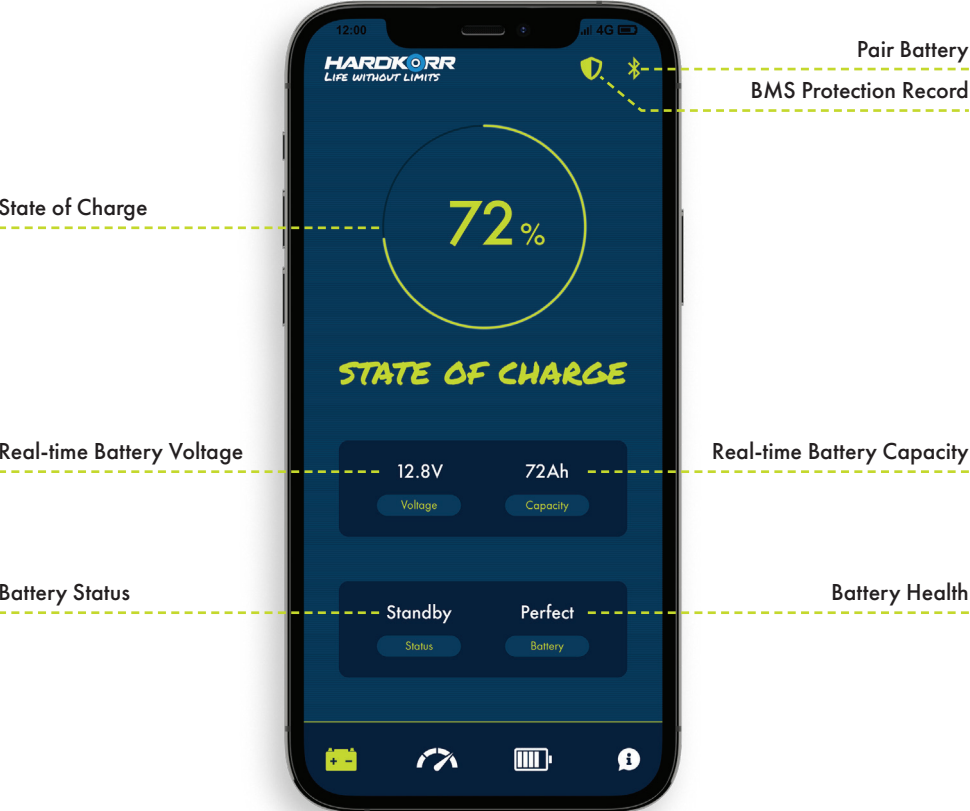 12:00
4G
HARDKORR
LIFE WITHOUT LIMITS
Pair Battery
BMS Protection Record
State of Charge
72%
STATE OF CHARGE
Real-time Battery Voltage
12.8V
72Ah
Real-time Battery Capacity
Voltage
Capacity
Battery Status
Standby
Perfect
Battery Health
Status
Battery